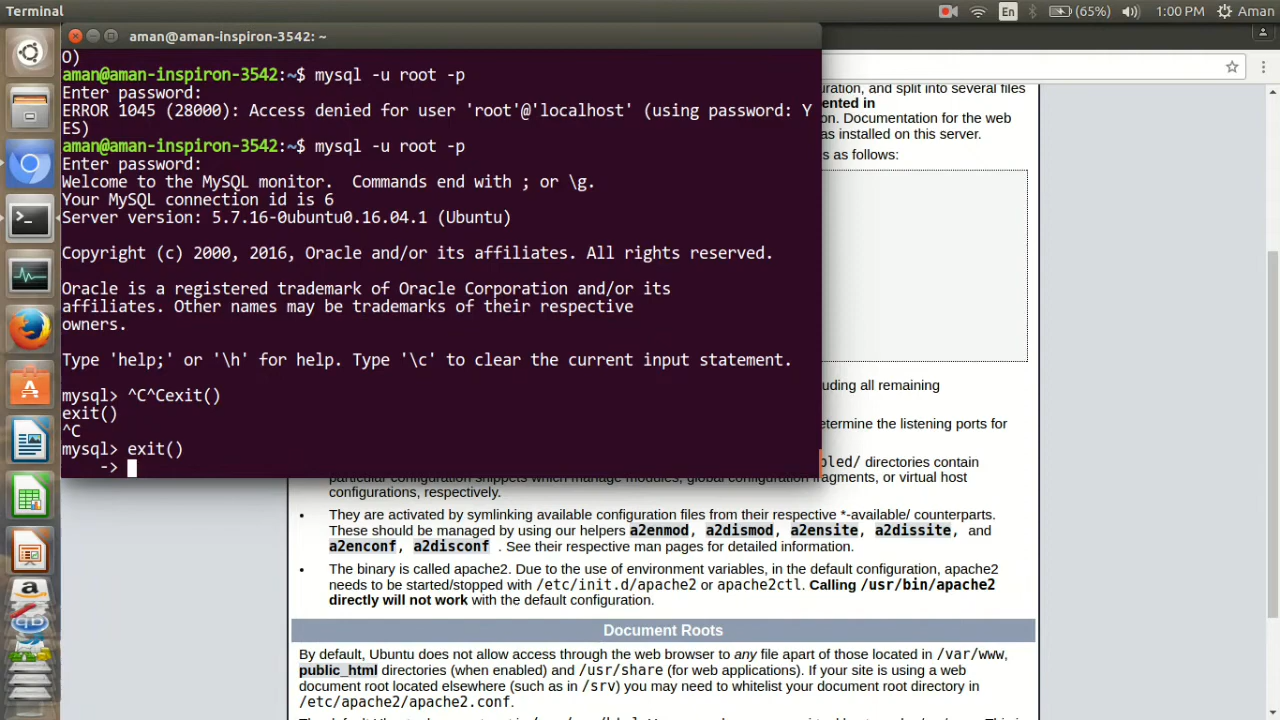 Terminal
En
(65%)
1:00 PM
Aman
aman@aman-inspiron-3542: ~
O)
aman@aman-inspiron-3542:~$ mysql -u root -p
Enter password:
ERROR 1045 (28000): Access denied for user 'root'@'localhost' (using password: Y
ES)
aman@aman-inspiron-3542:~$ mysql -u root -p
Enter password:
Welcome to the MySQL monitor.  Commands end with ; or \g.
Your MySQL connection id is 6
Server version: 5.7.16-0ubuntu0.16.04.1 (Ubuntu)
Copyright (c) 2000, 2016, Oracle and/or its affiliates. All rights reserved.
Oracle is a registered trademark of Oracle Corporation and/or its
affiliates. Other names may be trademarks of their respective
owners.
Type 'help;' or '\h' for help. Type '\c' to clear the current input statement.
mysql> ^C^Cexit()
exit()
^C
mysql> exit()
    ->
uration, and split into several files
ented in
on. Documentation for the web
as installed on this server.
s as follows:
uding all remaining
etermine the listening ports for
bled/ directories contain
particular configuration snippets which manage modules, global configuration fragments, or virtual host
configurations, respectively.
• They are activated by symlinking available configuration files from their respective *-available/ counterparts.
These should be managed by using our helpers a2enmod, a2dismod, a2ensite, a2dissite, and
a2enconf, a2disconf . See their respective man pages for detailed information.
• The binary is called apache2. Due to the use of environment variables, in the default configuration, apache2
needs to be started/stopped with /etc/init.d/apache2 or apache2ctl. Calling /usr/bin/apache2
directly will not work with the default configuration.
Document Roots
By default, Ubuntu does not allow access through the web browser to any file apart of those located in /var/www,
public_html directories (when enabled) and /usr/share (for web applications). If your site is using a web
document root located elsewhere (such as in /srv) you may need to whitelist your document root directory in
/etc/apache2/apache2.conf.